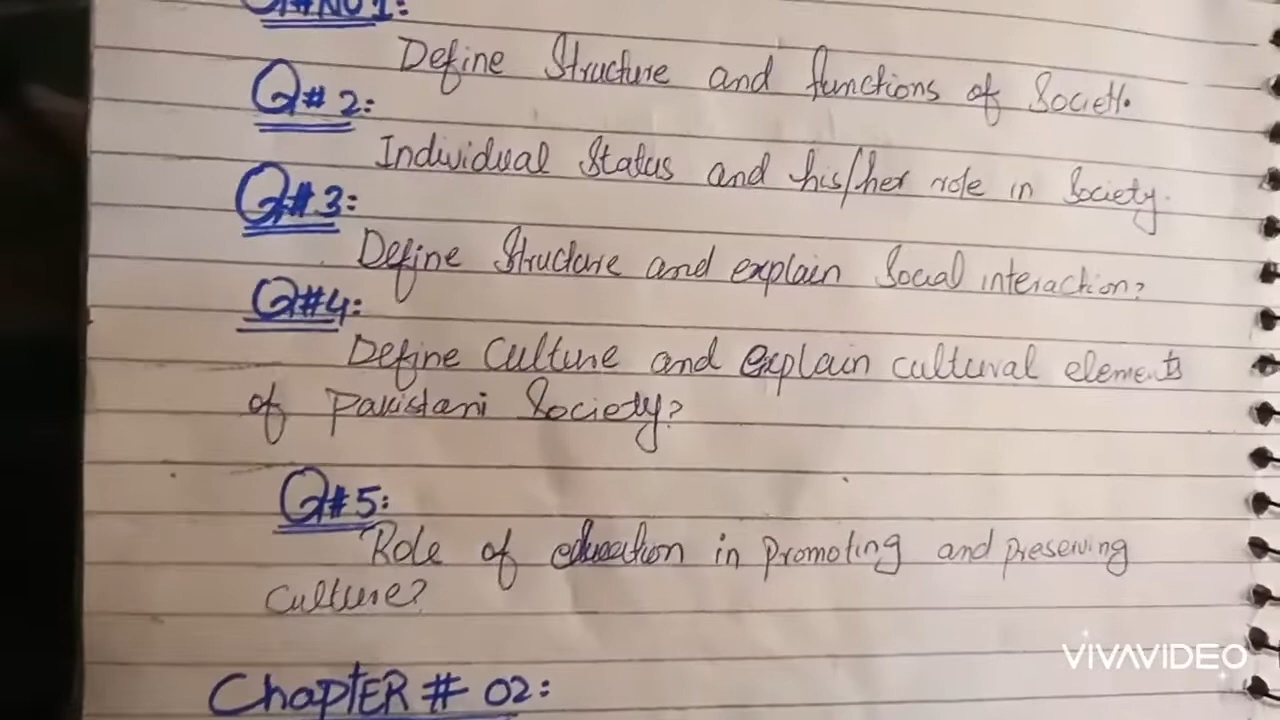 Q#NO 1:
Define Structure and functions of Societ.
Q# 2:
Individual Status and his/her role in Society.
Q# 3:
Define Structure and explain Social interaction?
Q#4:
Define Culture and explain cultural elements
of Pakistani Society?
Q# 5:
Role of education in Promoting and Preserving
Culture?
ChapTER # 02:
VIVAVIDEO